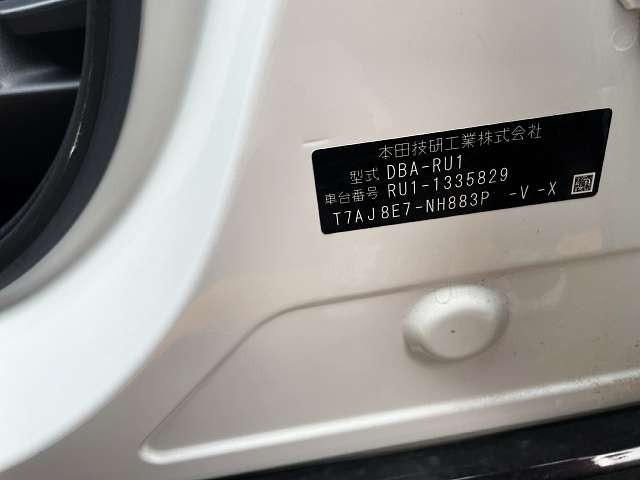 本田技研工業株式会社
型式 DBA-RU1
車台番号 RU1-1335829
T7AJ8E7-NH883P -V -X